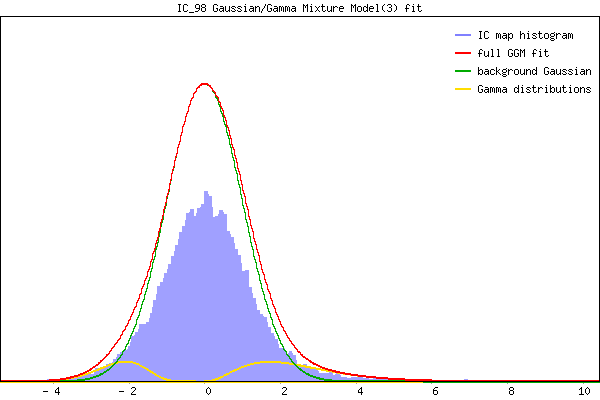 IC_98 Gaussian/Gamma Mixture Model(3) fit
IC map histogram
full GGM fit
background Gaussian
Gamma distributions
-4 -2 0 2 4 6 8 10